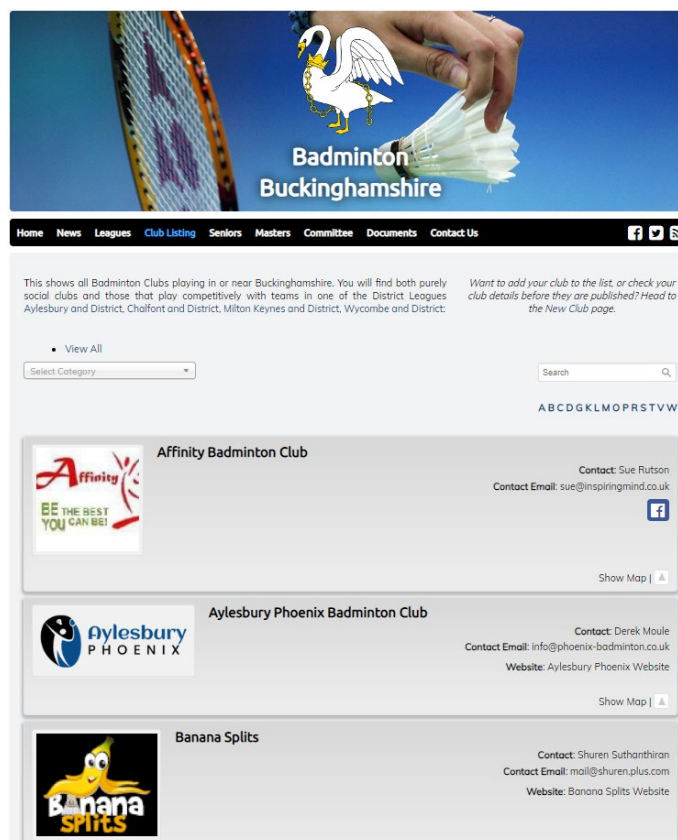 Badminton
Buckinghamshire
Home News Leagues Club Listing Seniors Masters Committee Documents Contact Us
This shows all Badminton Clubs playing in or near Buckinghamshire. You will find both purely
social clubs and those that play competitively with teams in one of the District Leagues
Aylesbury and District, Chalfont and District, Milton Keynes and District, Wycombe and District:
Want to add your club to the list, or check your
club details before they are published? Head to
the New Club page.
View All
Select Category
Search
A B C D G K L M O P R S T V W
Affinity
BE THE BEST
YOU CAN BE!
Affinity Badminton Club
Contact: Sue Rutson
Contact Email: sue@inspiringmind.co.uk
Show Map |
Aylesbury
PHOENIX
Aylesbury Phoenix Badminton Club
Contact: Derek Moule
Contact Email: info@phoenix-badminton.co.uk
Website: Aylesbury Phoenix Website
Show Map |
Banana
SPLITS
Banana Splits
Contact: Shuren Suthanthiran
Contact Email: mail@shuren.plus.com
Website: Banana Splits Website